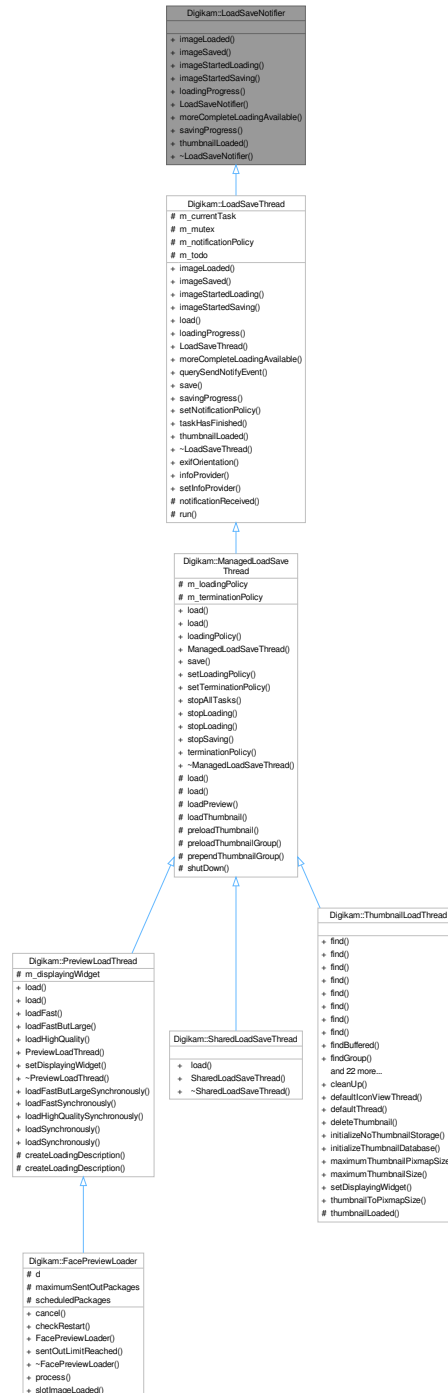 Digikam::LoadSaveNotifier
+ imageLoaded()
+ imageSaved()
+ imageStartedLoading()
+ imageStartedSaving()
+ loadingProgress()
+ LoadSaveNotifier()
+ moreCompleteLoadingAvailable()
+ savingProgress()
+ thumbnailLoaded()
+ ~LoadSaveNotifier()
Digikam::LoadSaveThread
# m_currentTask
# m_mutex
# m_notificationPolicy
# m_todo
+ imageLoaded()
+ imageSaved()
+ imageStartedLoading()
+ imageStartedSaving()
+ load()
+ loadingProgress()
+ LoadSaveThread()
+ moreCompleteLoadingAvailable()
+ querySendNotifyEvent()
+ save()
+ savingProgress()
+ setNotificationPolicy()
+ taskHasFinished()
+ thumbnailLoaded()
+ ~LoadSaveThread()
+ exifOrientation()
+ infoProvider()
+ setInfoProvider()
# notificationReceived()
# run()
Digikam::ManagedLoadSave
Thread
# m_loadingPolicy
# m_terminationPolicy
+ load()
+ load()
+ loadingPolicy()
+ ManagedLoadSaveThread()
+ save()
+ setLoadingPolicy()
+ setTerminationPolicy()
+ stopAllTasks()
+ stopLoading()
+ stopLoading()
+ stopSaving()
+ terminationPolicy()
+ ~ManagedLoadSaveThread()
# load()
# load()
# loadPreview()
# loadThumbnail()
# preloadThumbnail()
# preloadThumbnailGroup()
# prependThumbnailGroup()
# shutDown()
Digikam::PreviewLoadThread
# m_displayingWidget
+ load()
+ load()
+ loadFast()
+ loadFastButLarge()
+ loadHighQuality()
+ PreviewLoadThread()
+ setDisplayingWidget()
+ ~PreviewLoadThread()
+ loadFastButLargeSynchronously()
+ loadFastSynchronously()
+ loadHighQualitySynchronously()
+ loadSynchronously()
+ loadSynchronously()
# createLoadingDescription()
# createLoadingDescription()
Digikam::SharedLoadSaveThread
+ load()
+ SharedLoadSaveThread()
+ ~SharedLoadSaveThread()
Digikam::ThumbnailLoadThread
+ find()
+ find()
+ find()
+ find()
+ find()
+ find()
+ find()
+ find()
+ findBuffered()
+ findGroup()
and 22 more...
+ cleanUp()
+ defaultIconViewThread()
+ defaultThread()
+ deleteThumbnail()
+ initializeNoThumbnailStorage()
+ initializeThumbnailDatabase()
+ maximumThumbnailPixmapSize
+ maximumThumbnailSize()
+ setDisplayingWidget()
+ thumbnailToPixmapSize()
# thumbnailLoaded()
Digikam::FacePreviewLoader
# d
# maximumSentOutPackages
# scheduledPackages
+ cancel()
+ checkRestart()
+ FacePreviewLoader()
+ sentOutLimitReached()
+ ~FacePreviewLoader()
+ process()
+ slotImageLoaded()